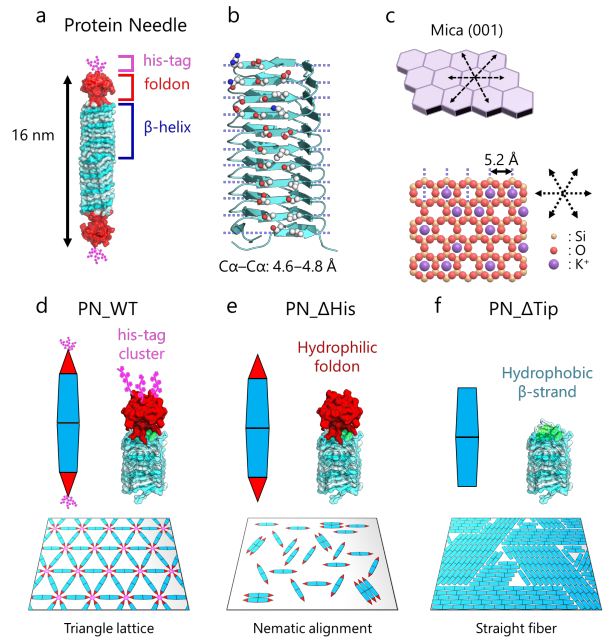 a
Protein Needle
his-tag
foldon
β-helix
16 nm
b
Cα–Cα: 4.6–4.8 Å
c
Mica (001)
5.2 Å
: Si
: O
: K⁺
d
PN_WT
his-tag
cluster
e
PN_ΔHis
Hydrophilic
foldon
f
PN_ΔTip
Hydrophobic
β-strand
Triangle lattice
Nematic alignment
Straight fiber